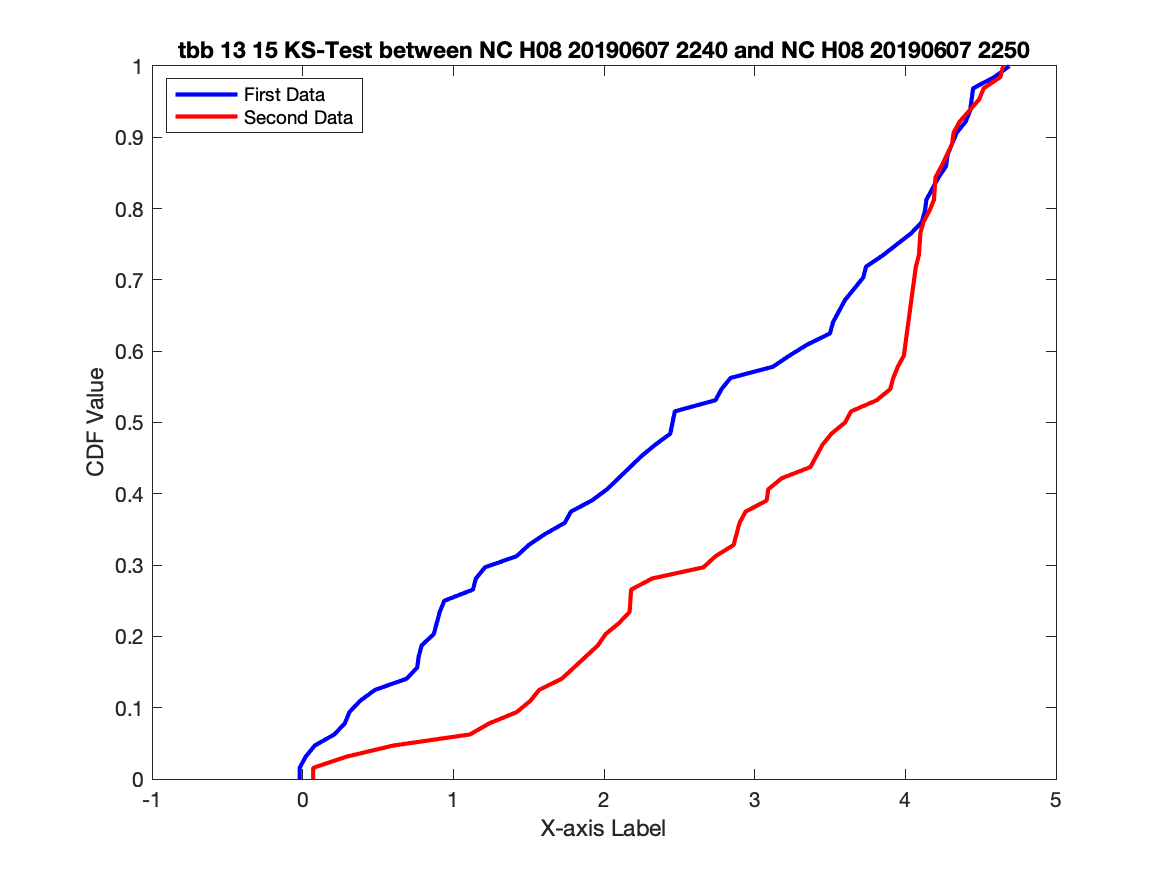 tbb 13 15 KS-Test between NC H08 20190607 2240 and NC H08 20190607 2250
First Data
Second Data
1
0.9
0.8
0.7
0.6
0.5
0.4
0.3
0.2
0.1
0
CDF Value
-1 0 1 2 3 4 5
X-axis Label